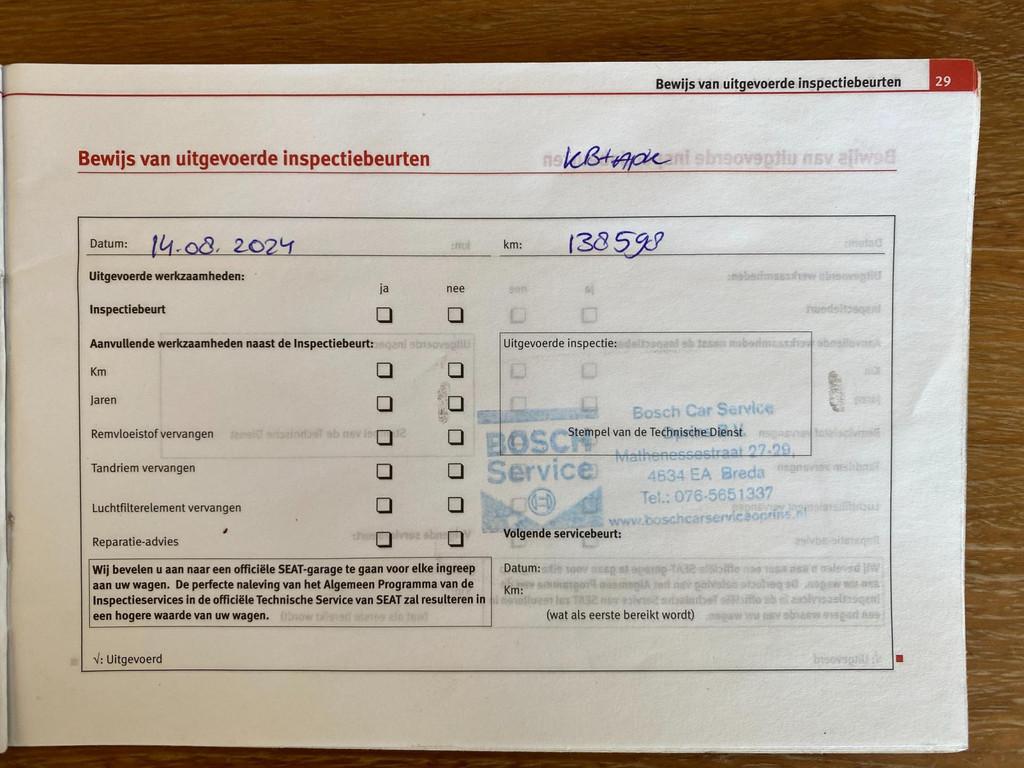 Bewijs van uitgevoerde inspectiebeurten 29
Bewijs van uitgevoerde inspectiebeurten KB+APK
Datum: 14.08.2024 km: 138598
Uitgevoerde werkzaamheden:
ja nee
Inspectiebeurt
Aanvullende werkzaamheden naast de Inspectiebeurt: Uitgevoerde inspectie:
Km
Jaren
Bosch Car Service
Remvloeistof vervangen BOSCH Stempel van de Technische Dienst
Oprins B.V.
Mathenessestraat 27-29,
Tandriem vervangen Service 4834 EA Breda
Tel.: 076-5651337
Luchtfilterelement vervangen
www.boschcarserviceoprins.nl
Reparatie-advies Volgende servicebeurt:
Wij bevelen u aan naar een officiële SEAT-garage te gaan voor elke ingreep
aan uw wagen. De perfecte naleving van het Algemeen Programma van de
Inspectieservices in de officiële Technische Service van SEAT zal resulteren in
een hogere waarde van uw wagen.
Datum:
Km:
(wat als eerste bereikt wordt)
√: Uitgevoerd